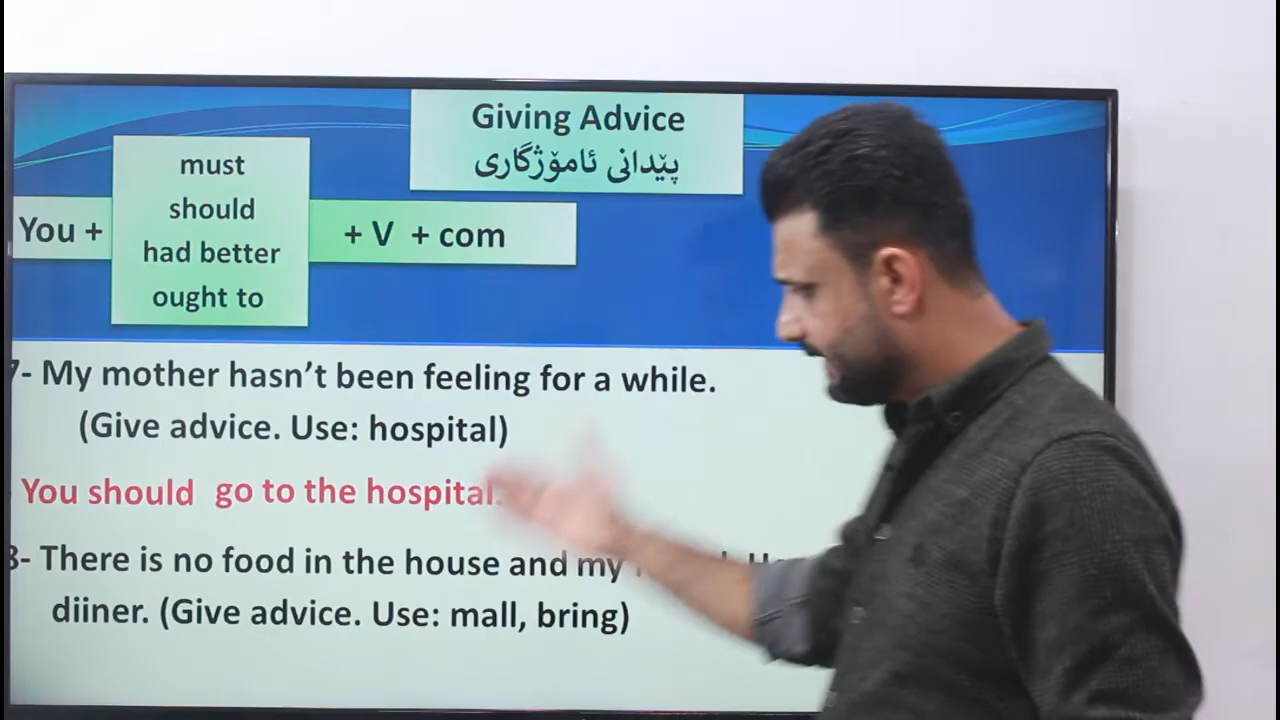 Giving Advice
پێدانی ئامۆژگاری
must
should
had better
ought to
You +
+ V + com
7- My mother hasn't been feeling for a while.
(Give advice. Use: hospital)
You should go to the hospital.
8- There is no food in the house and my
diiner. (Give advice. Use: mall, bring)